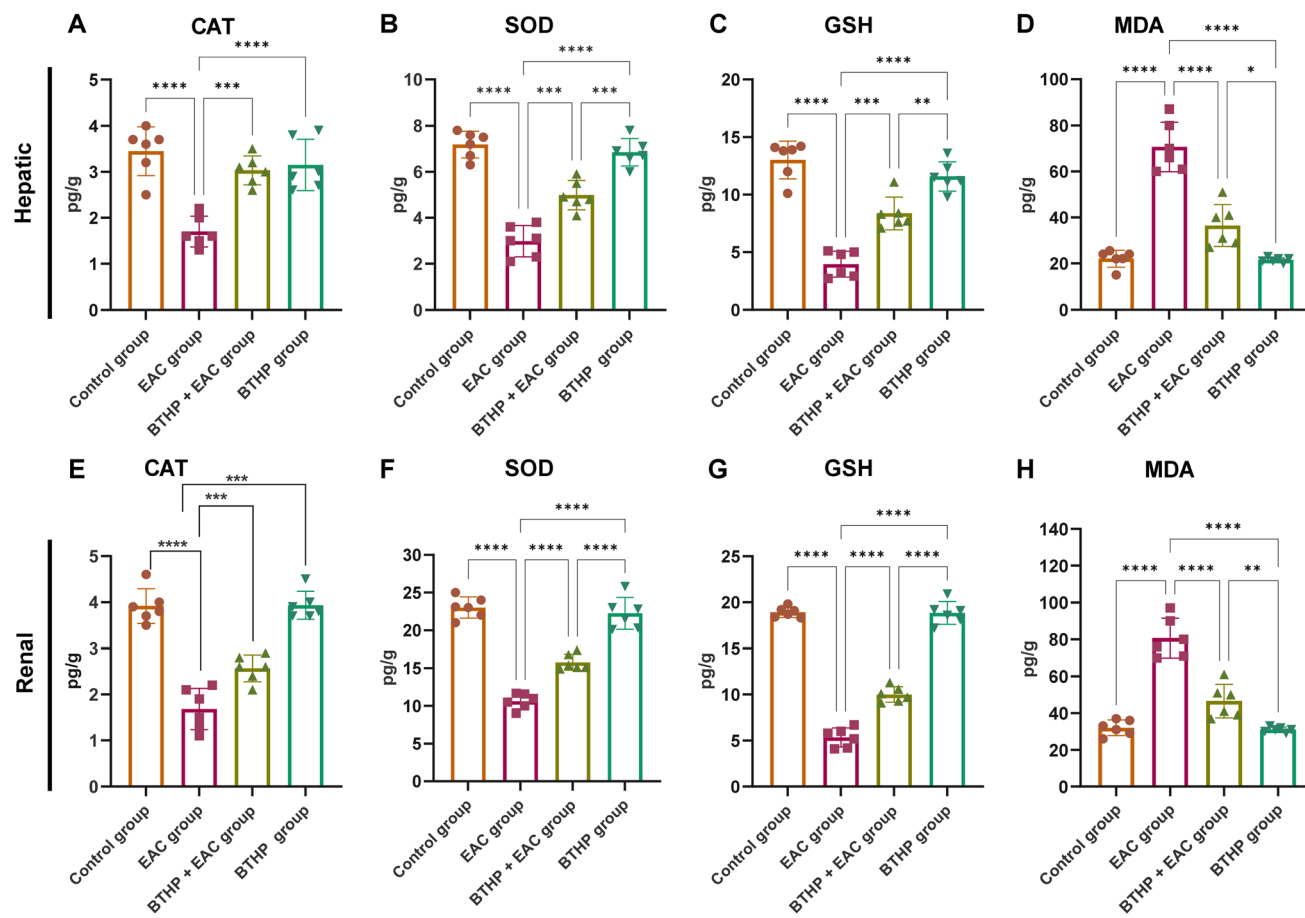 A CAT
B SOD
C GSH
D MDA
Hepatic
pg/g
5
4
3
2
1
0
**** *** ****
Control group
EAC group
BTHP + EAC group
BTHP group
pg/g
10
8
6
4
2
0
****
**** *** ***
Control group
EAC group
BTHP + EAC group
BTHP group
pg/g
20
15
10
5
0
****
**** *** **
Control group
EAC group
BTHP + EAC group
BTHP group
pg/g
100
80
60
40
20
0
****
**** **** *
Control group
EAC group
BTHP + EAC group
BTHP group
E CAT
F SOD
G GSH
H MDA
Renal
pg/g
5
4
3
2
1
0
***
***
****
Control group
EAC group
BTHP + EAC group
BTHP group
pg/g
30
25
20
15
10
5
0
****
**** **** ****
Control group
EAC group
BTHP + EAC group
BTHP group
pg/g
25
20
15
10
5
0
****
**** **** ****
Control group
EAC group
BTHP + EAC group
BTHP group
pg/g
140
120
100
80
60
40
20
0
****
**** **** **
Control group
EAC group
BTHP + EAC group
BTHP group